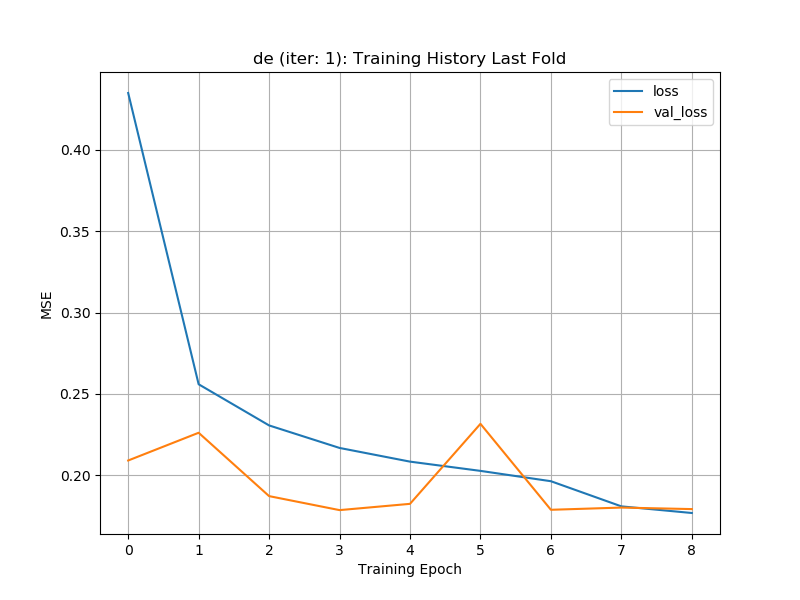 de (iter: 1): Training History Last Fold
loss
val_loss
0.40
0.35
0.30
0.25
0.20
MSE
0 1 2 3 4 5 6 7 8
Training Epoch